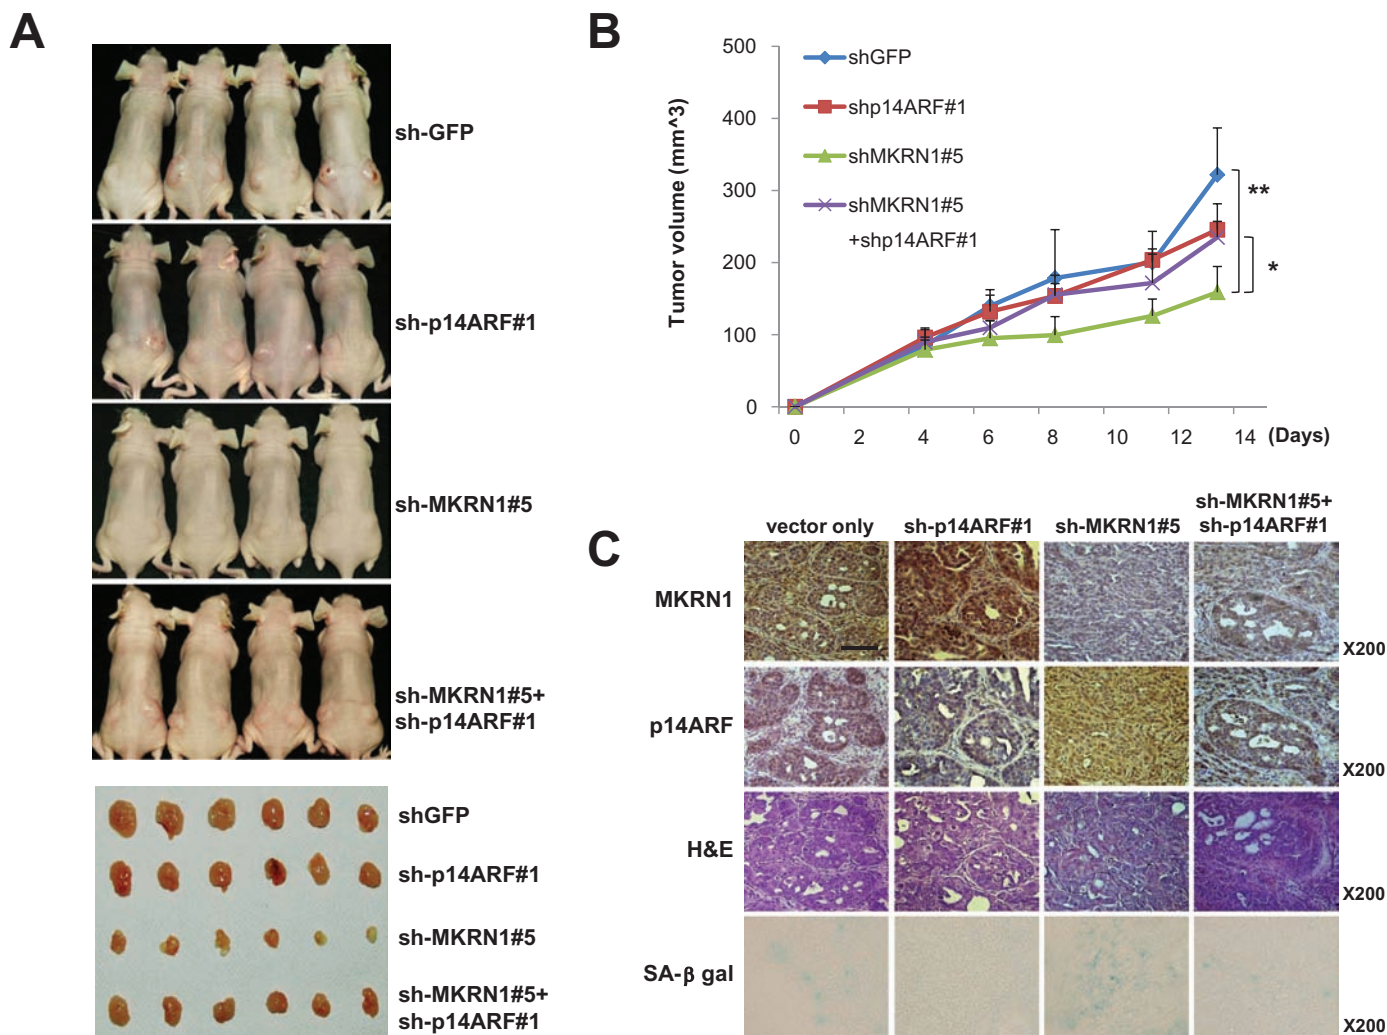 A
sh-GFP
sh-p14ARF#1
sh-MKRN1#5
sh-MKRN1#5+
sh-p14ARF#1
shGFP
sh-p14ARF#1
sh-MKRN1#5
sh-MKRN1#5+
sh-p14ARF#1
B
Tumor volume (mm^3)
500
400
300
200
100
0
0 2 4 6 8 10 12 14 (Days)
shGFP
shp14ARF#1
shMKRN1#5
shMKRN1#5
+shp14ARF#1
**
*
C
vector only
sh-p14ARF#1
sh-MKRN1#5
sh-MKRN1#5+
sh-p14ARF#1
MKRN1
X200
p14ARF
X200
H&E
X200
SA-β gal
X200